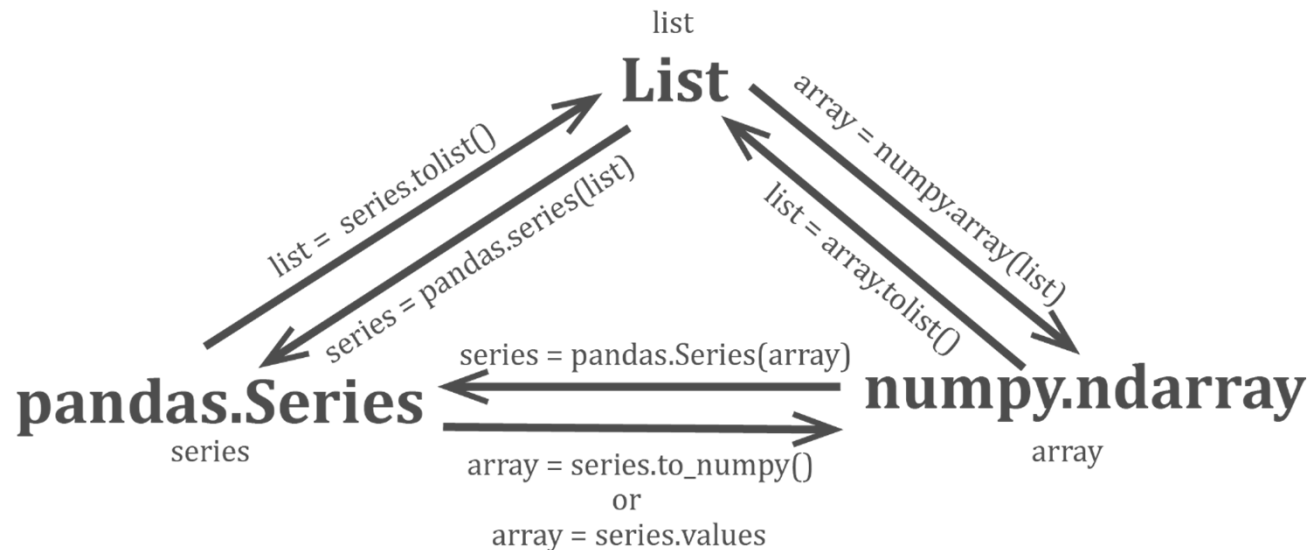 list
List
list = series.tolist()
series = pandas.series(list)
array = numpy.array(list)
list = array.tolist()
pandas.Series
series
series = pandas.Series(array)
array = series.to_numpy()
or
array = series.values
numpy.ndarray
array